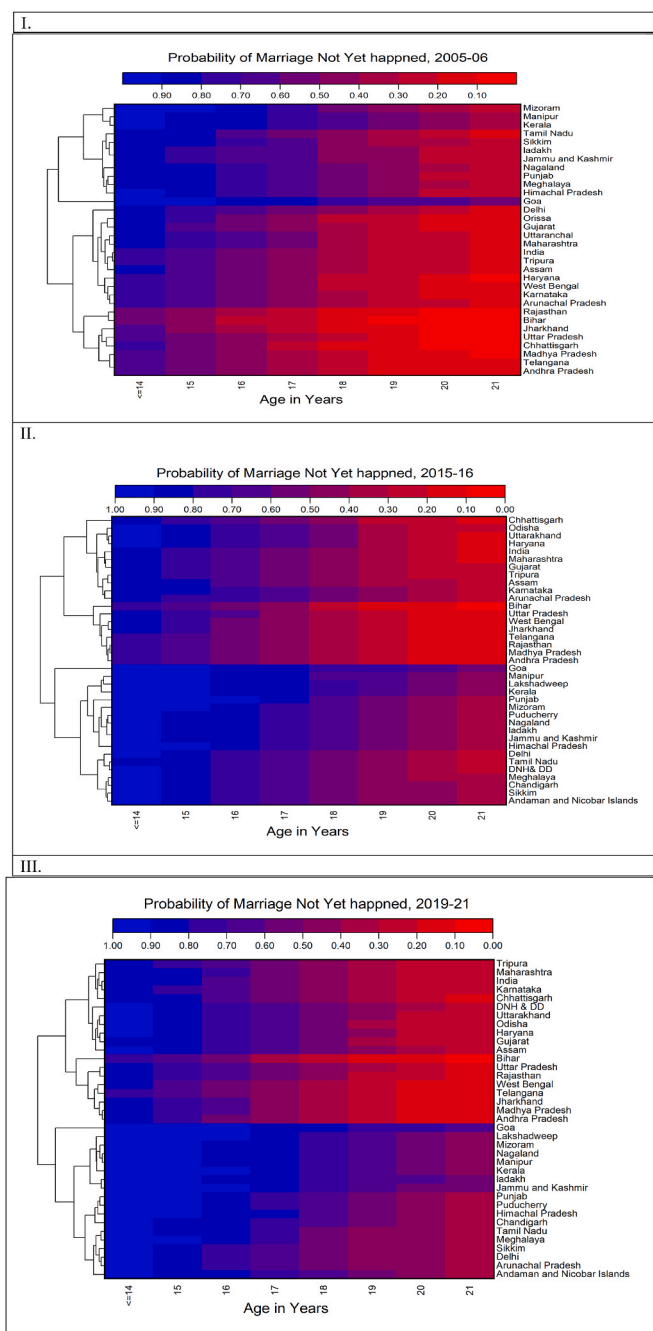 I.
Probability of Marriage Not Yet happned, 2005-06
0.90 0.80 0.70 0.60 0.50 0.40 0.30 0.20 0.10
Mizoram
Manipur
Kerala
Tamil Nadu
Sikkim
ladakh
Jammu and Kashmir
Nagaland
Punjab
Meghalaya
Himachal Pradesh
Goa
Delhi
Orissa
Gujarat
Uttaranchal
Maharashtra
India
Tripura
Assam
Haryana
West Bengal
Karnataka
Arunachal Pradesh
Rajasthan
Bihar
Jharkhand
Uttar Pradesh
Chhattisgarh
Madhya Pradesh
Telangana
Andhra Pradesh
<=14 15 16 17 18 19 20 21
Age in Years
II.
Probability of Marriage Not Yet happned, 2015-16
1.00 0.90 0.80 0.70 0.60 0.50 0.40 0.30 0.20 0.10 0.00
Chhattisgarh
Odisha
Uttarakhand
Haryana
India
Maharashtra
Gujarat
Tripura
Assam
Karnataka
Arunachal Pradesh
Bihar
Uttar Pradesh
West Bengal
Jharkhand
Telangana
Rajasthan
Madhya Pradesh
Andhra Pradesh
Goa
Manipur
Lakshadweep
Kerala
Punjab
Mizoram
Puducherry
Nagaland
ladakh
Jammu and Kashmir
Himachal Pradesh
Delhi
Tamil Nadu
DNH& DD
Meghalaya
Chandigarh
Sikkim
Andaman and Nicobar Islands
<=14 15 16 17 18 19 20 21
Age in Years
III.
Probability of Marriage Not Yet happned, 2019-21
1.00 0.90 0.80 0.70 0.60 0.50 0.40 0.30 0.20 0.10 0.00
Tripura
Maharashtra
India
Karnataka
Chhattisgarh
DNH & DD
Uttarakhand
Odisha
Haryana
Gujarat
Assam
Bihar
Uttar Pradesh
Rajasthan
West Bengal
Telangana
Jharkhand
Madhya Pradesh
Andhra Pradesh
Goa
Lakshadweep
Mizoram
Nagaland
Manipur
Kerala
ladakh
Jammu and Kashmir
Punjab
Puducherry
Himachal Pradesh
Chandigarh
Tamil Nadu
Meghalaya
Sikkim
Delhi
Arunachal Pradesh
Andaman and Nicobar Islands
<=14 15 16 17 18 19 20 21
Age in Years